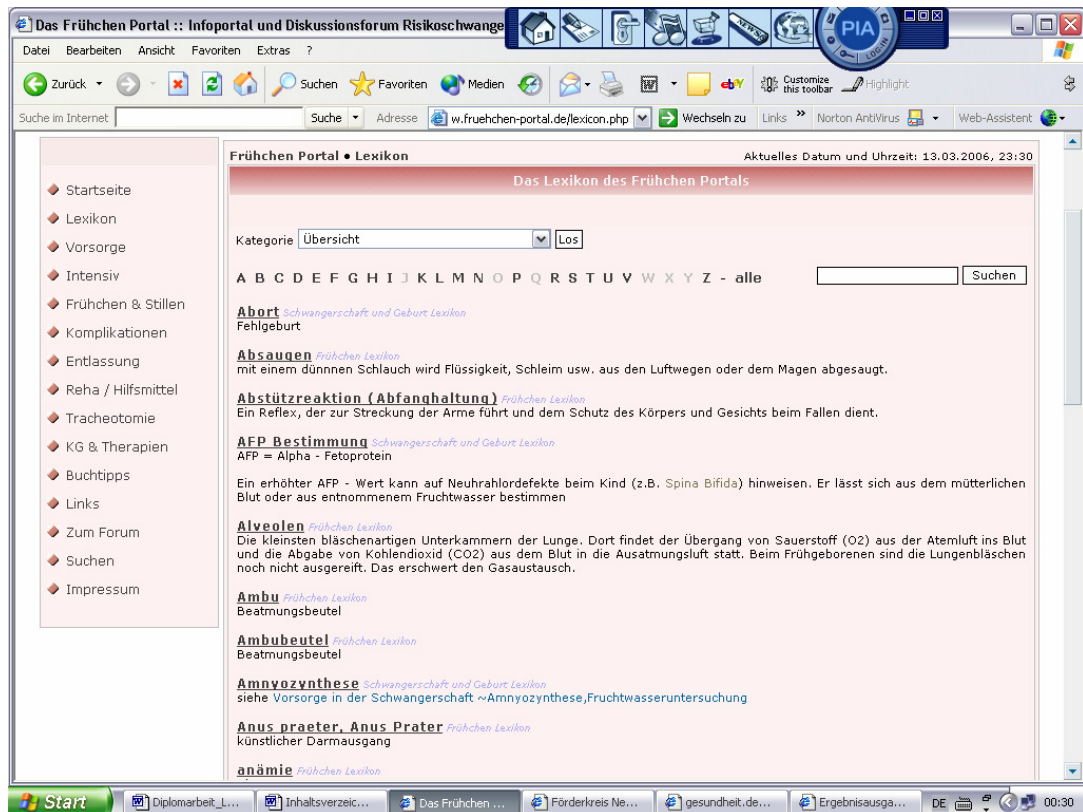 Das Frühchen Portal :: Infoportal und Diskussionsforum Risikoschwange
PIA
LOGIN
Datei Bearbeiten Ansicht Favoriten Extras ?
Zurück Suchen Favoriten Medien ebY Customize this toolbar Highlight
Suche im Internet Suche Adresse w.fruehchen-portal.de/lexicon.php Wechseln zu Links » Norton AntiVirus Web-Assistent
Frühchen Portal • Lexikon Aktuelles Datum und Uhrzeit: 13.03.2006, 23:30
Das Lexikon des Frühchen Portals
Startseite
Lexikon
Vorsorge
Intensiv
Frühchen & Stillen
Komplikationen
Entlassung
Reha / Hilfsmittel
Tracheotomie
KG & Therapien
Buchtipps
Links
Zum Forum
Suchen
Impressum
Kategorie Übersicht Los
A B C D E F G H I J K L M N O P Q R S T U V W X Y Z - alle Suchen
Abort Schwangerschaft und Geburt Lexikon
Fehlgeburt
Absaugen Frühchen Lexikon
mit einem dünnnen Schlauch wird Flüssigkeit, Schleim usw. aus den Luftwegen oder dem Magen abgesaugt.
Abstützreaktion (Abfanghaltung) Frühchen Lexikon
Ein Reflex, der zur Streckung der Arme führt und dem Schutz des Körpers und Gesichts beim Fallen dient.
AFP Bestimmung Schwangerschaft und Geburt Lexikon
AFP = Alpha - Fetoprotein
Ein erhöhter AFP - Wert kann auf Neuhrahlordefekte beim Kind (z.B. Spina Bifida) hinweisen. Er lässt sich aus dem mütterlichen
Blut oder aus entnommenem Fruchtwasser bestimmen
Alveolen Frühchen Lexikon
Die kleinsten bläschenartigen Unterkammern der Lunge. Dort findet der Übergang von Sauerstoff (O2) aus der Atemluft ins Blut
und die Abgabe von Kohlendioxid (CO2) aus dem Blut in die Ausatmungsluft statt. Beim Frühgeborenen sind die Lungenbläschen
noch nicht ausgereift. Das erschwert den Gasaustausch.
Ambu Frühchen Lexikon
Beatmungsbeutel
Ambubeutel Frühchen Lexikon
Beatmungsbeutel
Amnyozynthese Schwangerschaft und Geburt Lexikon
siehe Vorsorge in der Schwangerschaft ~Amnyozynthese,Fruchtwasseruntersuchung
Anus praeter, Anus Prater Frühchen Lexikon
künstlicher Darmausgang
anämie Frühchen Lexikon
Start Diplomarbeit_L... Inhaltsverzeic... Das Frühchen ... Förderkreis Ne... gesundheit.de... Ergebnisausga... DE 00:30